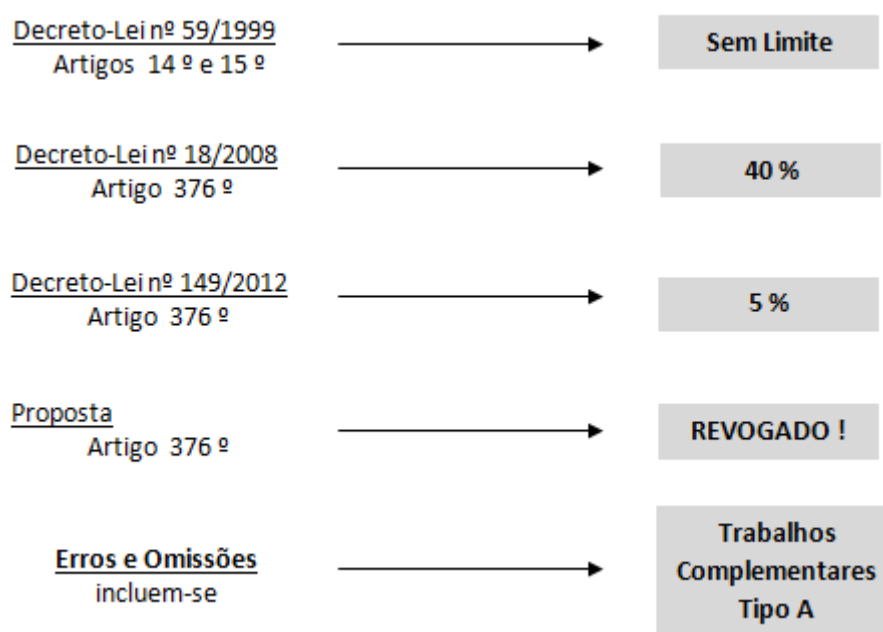 Decreto-Lei nº 59/1999
Artigos 14 º e 15 º
Sem Limite
Decreto-Lei nº 18/2008
Artigo 376 º
40 %
Decreto-Lei nº 149/2012
Artigo 376 º
5 %
Proposta
Artigo 376 º
REVOGADO !
Erros e Omissões
incluem-se
Trabalhos
Complementares
Tipo A